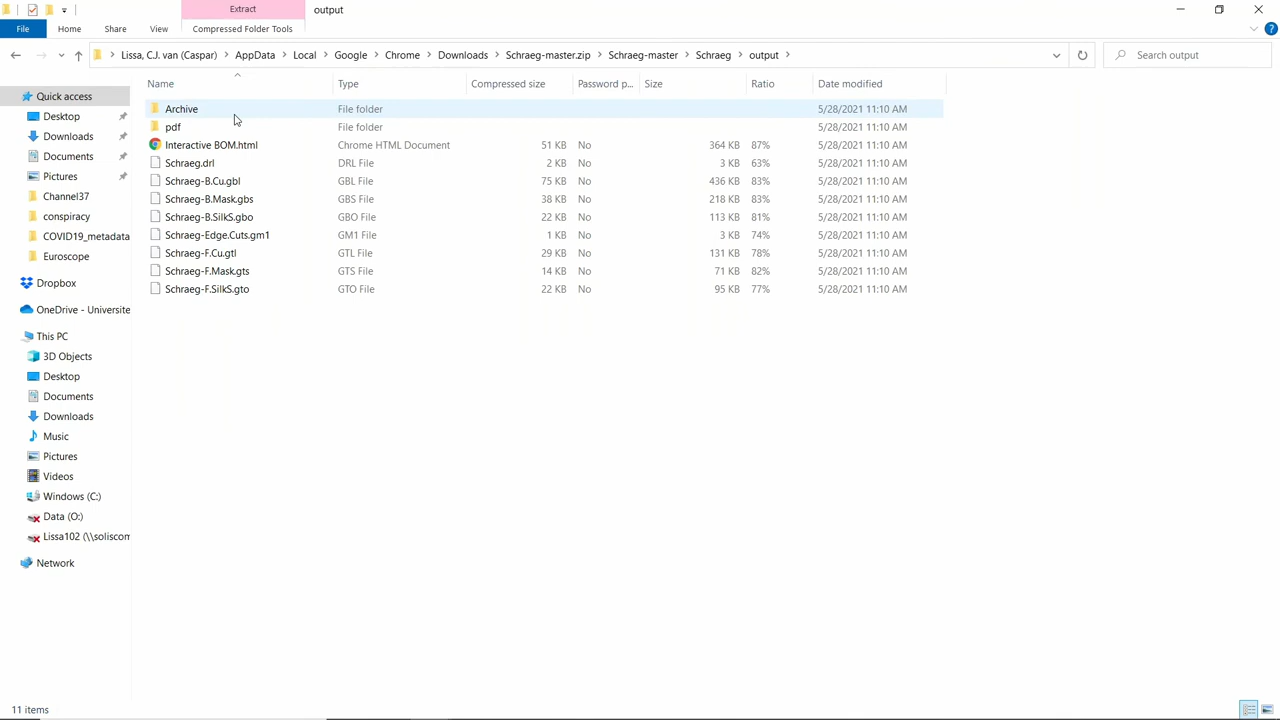 Extract
output
File
Home
Share
View
Compressed Folder Tools
Lissa, C.J. van (Caspar) AppData Local Google Chrome Downloads Schraeg-master.zip Schraeg-master Schraeg output
Search output
Name Type Compressed size Password p... Size Ratio Date modified
Archive File folder 5/28/2021 11:10 AM
pdf File folder 5/28/2021 11:10 AM
Interactive BOM.html Chrome HTML Document 51 KB No 364 KB 87% 5/28/2021 11:10 AM
Schraeg.drl DRL File 2 KB No 3 KB 63% 5/28/2021 11:10 AM
Schraeg-B.Cu.gbl GBL File 75 KB No 436 KB 83% 5/28/2021 11:10 AM
Schraeg-B.Mask.gbs GBS File 38 KB No 218 KB 83% 5/28/2021 11:10 AM
Schraeg-B.SilkS.gbo GBO File 22 KB No 113 KB 81% 5/28/2021 11:10 AM
Schraeg-Edge.Cuts.gm1 GM1 File 1 KB No 3 KB 74% 5/28/2021 11:10 AM
Schraeg-F.Cu.gtl GTL File 29 KB No 131 KB 78% 5/28/2021 11:10 AM
Schraeg-F.Mask.gts GTS File 14 KB No 71 KB 82% 5/28/2021 11:10 AM
Schraeg-F.SilkS.gto GTO File 22 KB No 95 KB 77% 5/28/2021 11:10 AM
Quick access
Desktop
Downloads
Documents
Pictures
Channel37
conspiracy
COVID19_metadata
Euroscope
Dropbox
OneDrive - Universite
This PC
3D Objects
Desktop
Documents
Downloads
Music
Pictures
Videos
Windows (C:)
Data (O:)
Lissa102 (\\soliscom
Network
11 items